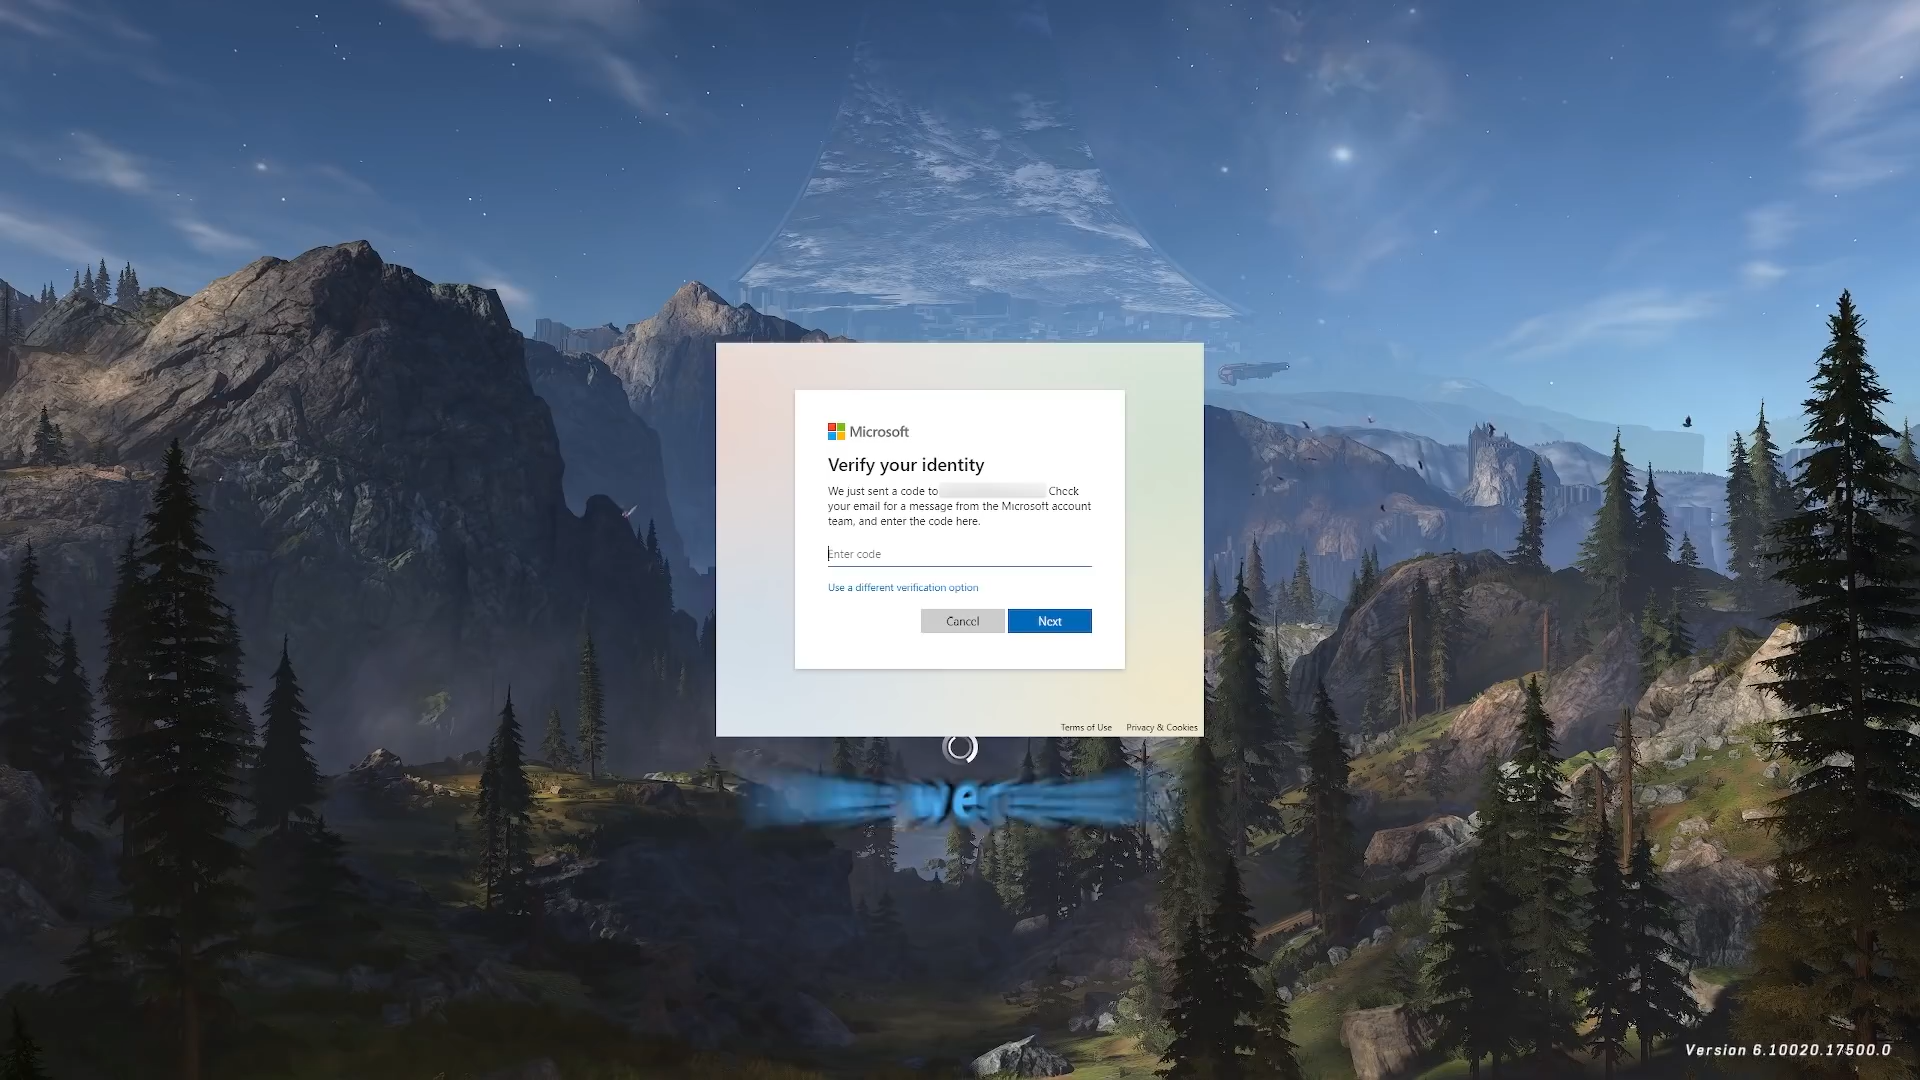 Microsoft
Verify your identity
We just sent a code to Check
your email for a message from the Microsoft account
team, and enter the code here.
Enter code
Use a different verification option
Cancel Next
Terms of Use Privacy & Cookies
Version 6.10020.17500.0